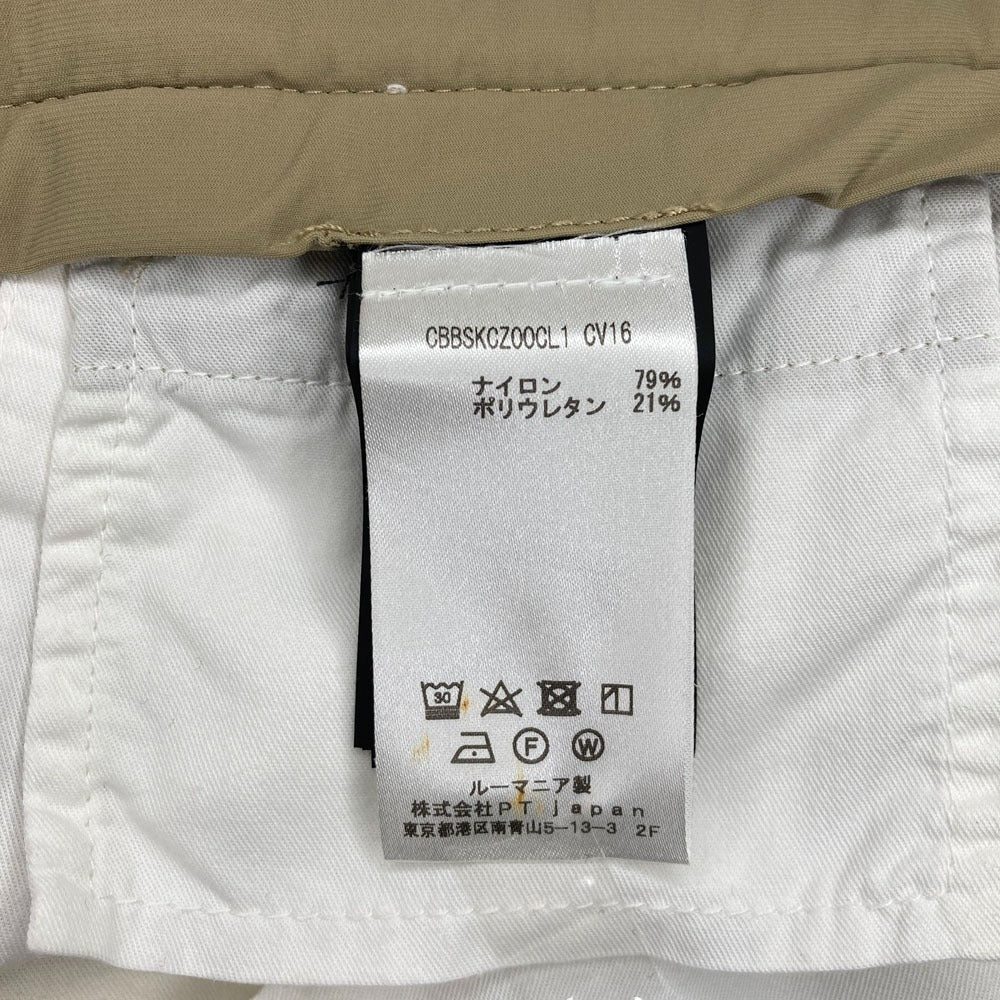 CBBSKCZ00CL1 CV16
ナイロン 79%
ポリウレタン 21%
30
F W
ルーマニア製
株式会社PT japan
東京都港区南青山5-13-3 2F